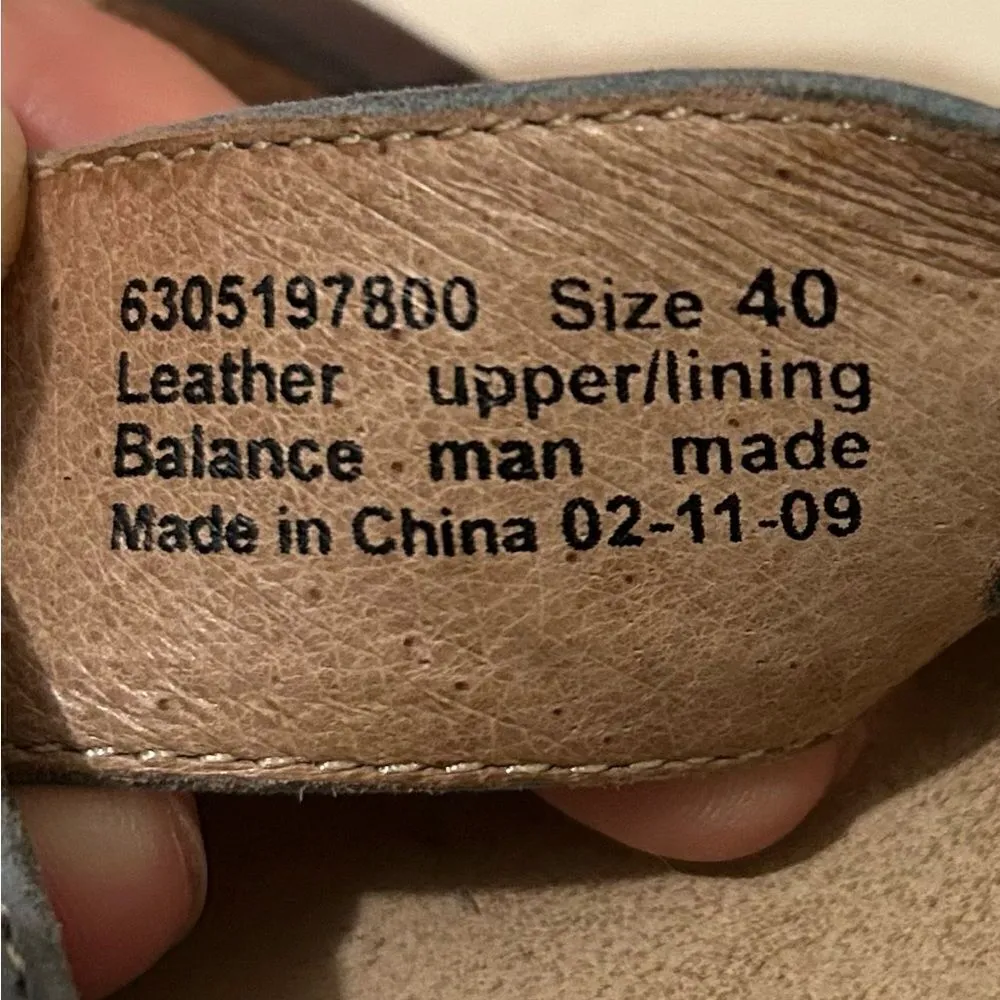 6305197800 Size 40
Leather upper/lining
Balance man made
Made in China 02-11-09